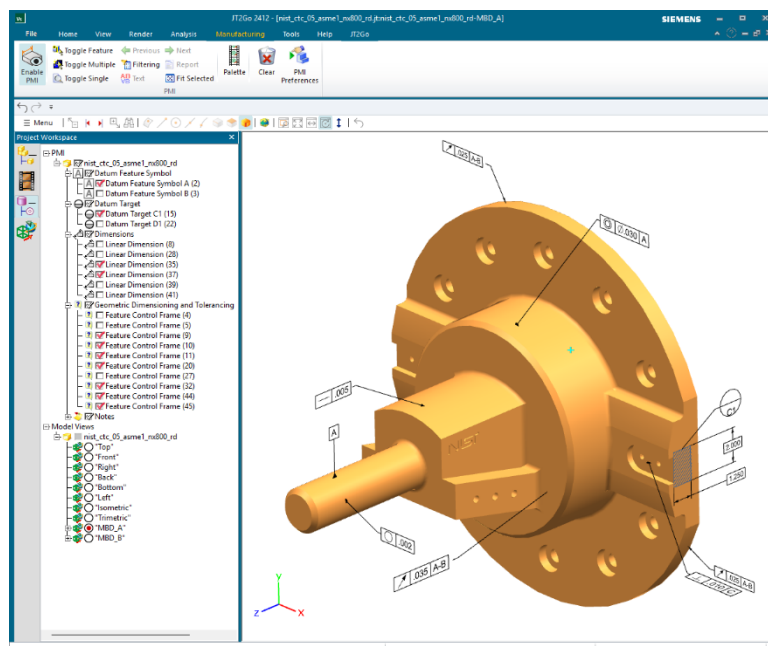 JT2Go 2412 - [nist_ctc_05_asme1_nx800_rd.jt:nist_ctc_05_asme1_nx800_rd-MBD_A]
SIEMENS
File Home View Render Analysis Manufacturing Tools Help JT2Go
Enable PMI
Toggle Feature Previous Next
Toggle Multiple Filtering Report
Toggle Single Text Fit Selected
Palette Clear PMI Preferences
PMI
Menu
Project Workspace
PMI
nist_ctc_05_asme1_nx800_rd
Datum Feature Symbol
Datum Feature Symbol A (2)
Datum Feature Symbol B (3)
Datum Target
Datum Target C1 (15)
Datum Target D1 (22)
Dimensions
Linear Dimension (8)
Linear Dimension (28)
Linear Dimension (35)
Linear Dimension (37)
Linear Dimension (39)
Linear Dimension (41)
Geometric Dimensioning and Tolerancing
Feature Control Frame (4)
Feature Control Frame (5)
Feature Control Frame (9)
Feature Control Frame (10)
Feature Control Frame (11)
Feature Control Frame (20)
Feature Control Frame (27)
Feature Control Frame (32)
Feature Control Frame (44)
Feature Control Frame (45)
Notes
Model Views
nist_ctc_05_asme1_nx800_rd
"Top"
"Front"
"Right"
"Back"
"Bottom"
"Left"
"Isometric"
"Trimetric"
"MBD_A"
"MBD_B"
.025 A-B
Ø.030 A
.005
A
NIST
C1
2.000
1.250
.002
.035 A-B
.025 A-B
Y
Z
X